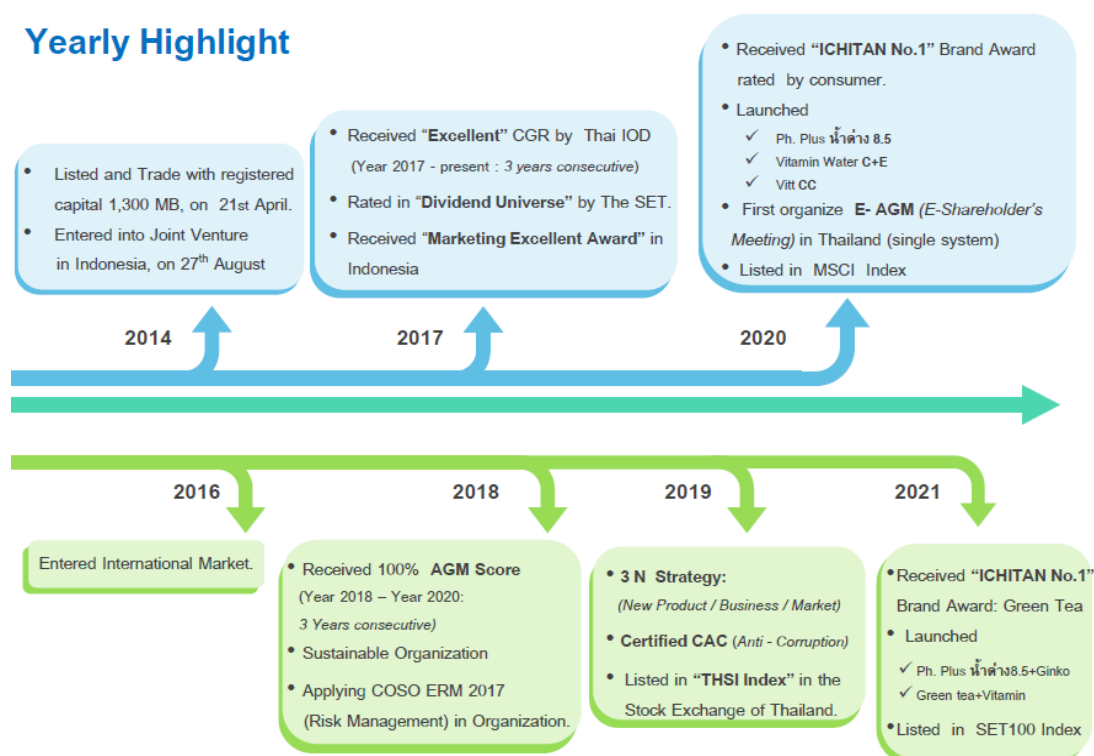 Yearly Highlight
• Listed and Trade with registered
capital 1,300 MB, on 21st April.
• Entered into Joint Venture
in Indonesia, on 27th August
2014
• Received "Excellent" CGR by Thai IOD
(Year 2017 - present : 3 years consecutive)
• Rated in "Dividend Universe" by The SET.
• Received "Marketing Excellent Award" in
Indonesia
2017
• Received "ICHITAN No.1" Brand Award
rated by consumer.
• Launched
✓ Ph. Plus น้ำด่าง 8.5
✓ Vitamin Water C+E
✓ Vitt CC
• First organize E- AGM (E-Shareholder's
Meeting) in Thailand (single system)
• Listed in MSCI Index
2020
2016
Entered International Market.
2018
• Received 100% AGM Score
(Year 2018 – Year 2020:
3 Years consecutive)
• Sustainable Organization
• Applying COSO ERM 2017
(Risk Management) in Organization.
2019
• 3 N Strategy:
(New Product / Business / Market)
• Certified CAC (Anti - Corruption)
• Listed in "THSI Index" in the
Stock Exchange of Thailand.
2021
• Received "ICHITAN No.1"
Brand Award: Green Tea
• Launched
✓ Ph. Plus น้ำด่าง8.5+Ginko
✓ Green tea+Vitamin
• Listed in SET100 Index